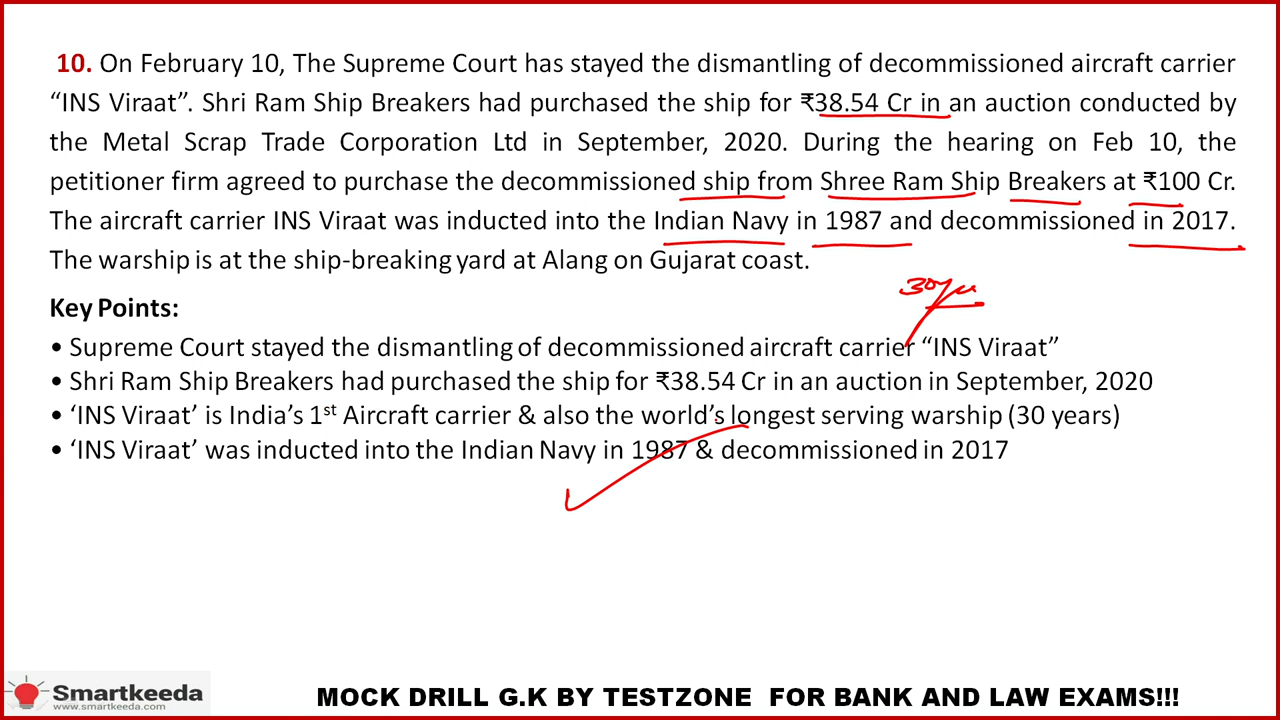 10. On February 10, The Supreme Court has stayed the dismantling of decommissioned aircraft carrier
“INS Viraat”. Shri Ram Ship Breakers had purchased the ship for ₹38.54 Cr in an auction conducted by
the Metal Scrap Trade Corporation Ltd in September, 2020. During the hearing on Feb 10, the
petitioner firm agreed to purchase the decommissioned ship from Shree Ram Ship Breakers at ₹100 Cr.
The aircraft carrier INS Viraat was inducted into the Indian Navy in 1987 and decommissioned in 2017.
The warship is at the ship-breaking yard at Alang on Gujarat coast.
30
Key Points:
• Supreme Court stayed the dismantling of decommissioned aircraft carrier “INS Viraat”
• Shri Ram Ship Breakers had purchased the ship for ₹38.54 Cr in an auction in September, 2020
• ‘INS Viraat’ is India’s 1st Aircraft carrier & also the world’s longest serving warship (30 years)
• ‘INS Viraat’ was inducted into the Indian Navy in 1987 & decommissioned in 2017
Smartkeeda
www.smartkeeda.com
MOCK DRILL G.K BY TESTZONE FOR BANK AND LAW EXAMS!!!